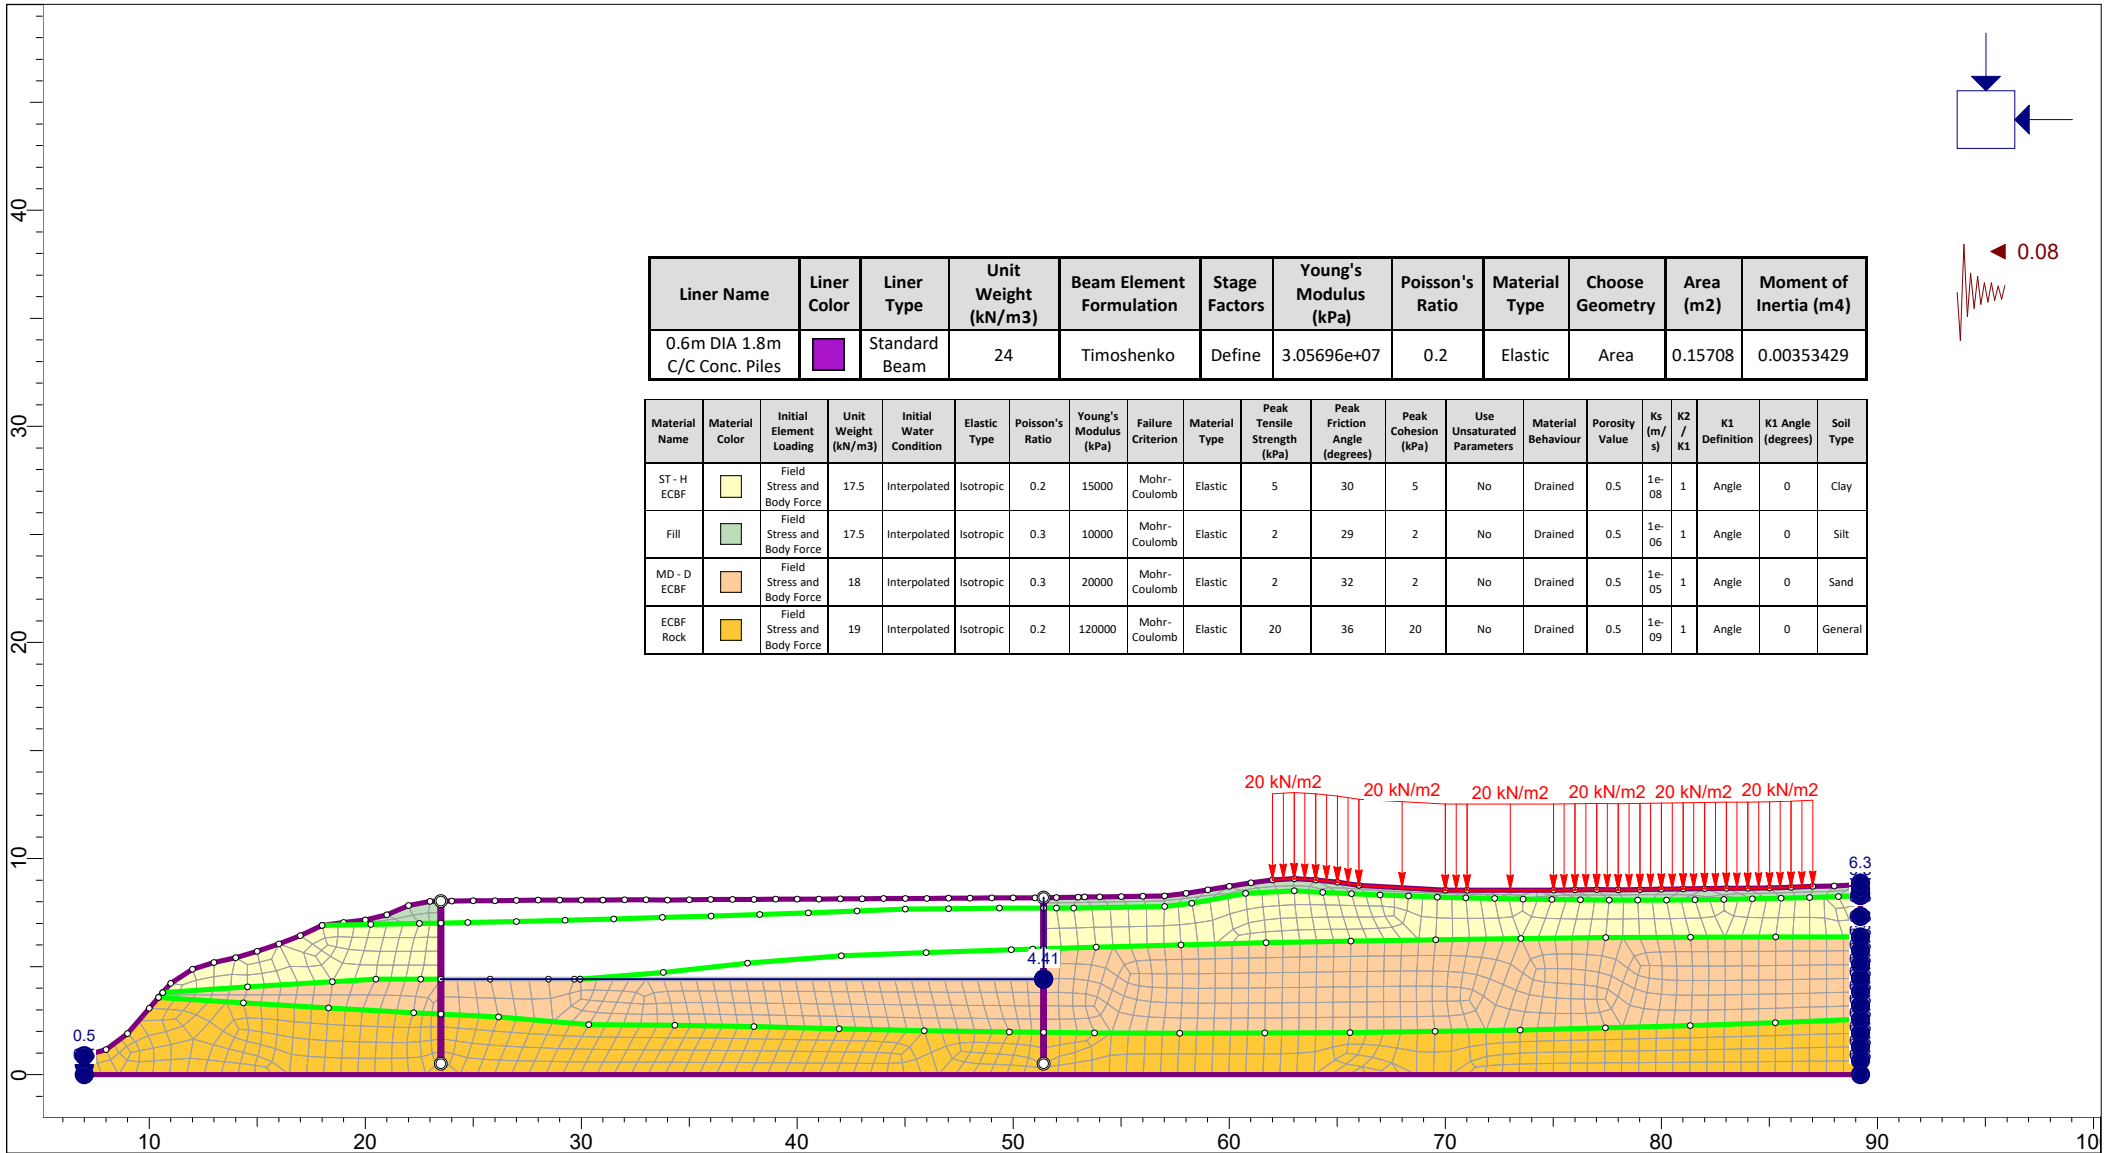 40
30
20
10
0
0.08
Liner Name Liner Color Liner Type Unit Weight (kN/m3) Beam Element Formulation Stage Factors Young's Modulus (kPa) Poisson's Ratio Material Type Choose Geometry Area (m2) Moment of Inertia (m4)
0.6m DIA 1.8m C/C Conc. Piles Standard Beam 24 Timoshenko Define 3.05696e+07 0.2 Elastic Area 0.15708 0.00353429
Material Name Material Color Initial Element Loading Unit Weight (kN/m3) Initial Water Condition Elastic Type Poisson's Ratio Young's Modulus (kPa) Failure Criterion Material Type Peak Tensile Strength (kPa) Peak Friction Angle (degrees) Peak Cohesion (kPa) Use Unsaturated Parameters Material Behaviour Porosity Value Ks (m/s) K2 / K1 K1 Definition K1 Angle (degrees) Soil Type
ST - H ECBF Field Stress and Body Force 17.5 Interpolated Isotropic 0.2 15000 Mohr-Coulomb Elastic 5 30 5 No Drained 0.5 1e-08 1 Angle 0 Clay
Fill Field Stress and Body Force 17.5 Interpolated Isotropic 0.3 10000 Mohr-Coulomb Elastic 2 29 2 No Drained 0.5 1e-06 1 Angle 0 Silt
MD - D ECBF Field Stress and Body Force 18 Interpolated Isotropic 0.3 20000 Mohr-Coulomb Elastic 2 32 2 No Drained 0.5 1e-05 1 Angle 0 Sand
ECBF Rock Field Stress and Body Force 19 Interpolated Isotropic 0.2 120000 Mohr-Coulomb Elastic 20 36 20 No Drained 0.5 1e-09 1 Angle 0 General
20 kN/m2 20 kN/m2 20 kN/m2 20 kN/m2 20 kN/m2 20 kN/m2
6.3
4.41
0.5
10 20 30 40 50 60 70 80 90 10